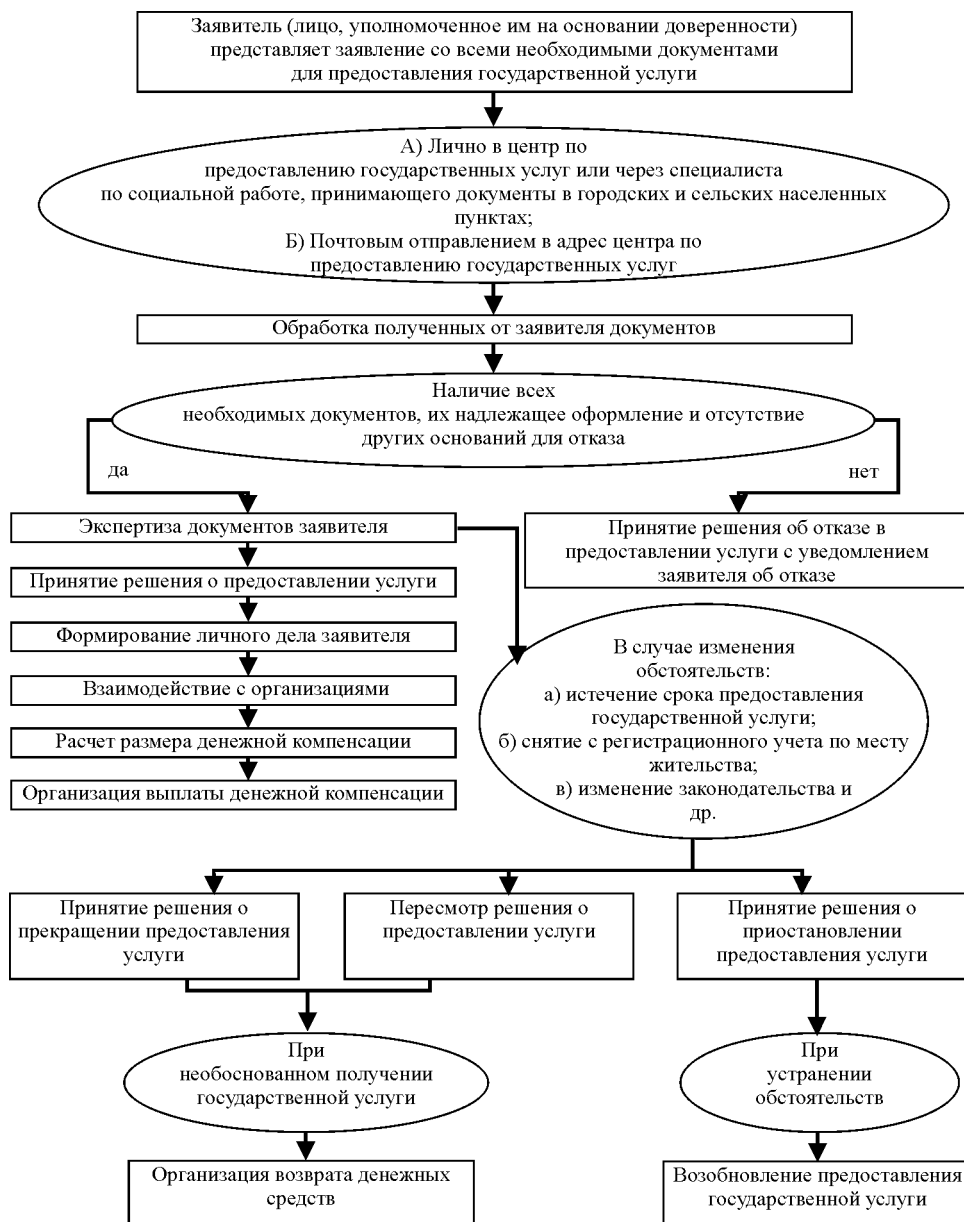 Заявитель (лицо, уполномоченное им на основании доверенности)
представляет заявление со всеми необходимыми документами
для предоставления государственной услуги
А) Лично в центр по
предоставлению государственных услуг или через специалиста
по социальной работе, принимающего документы в городских и сельских населенных
пунктах;
Б) Почтовым отправлением в адрес центра по
предоставлению государственных услуг
Обработка полученных от заявителя документов
Наличие всех
необходимых документов, их надлежащее оформление и отсутствие
других оснований для отказа
да
нет
Экспертиза документов заявителя
Принятие решения о предоставлении услуги
Формирование личного дела заявителя
Взаимодействие с организациями
Расчет размера денежной компенсации
Организация выплаты денежной компенсации
Принятие решения об отказе в
предоставлении услуги с уведомлением
заявителя об отказе
В случае изменения
обстоятельств:
а) истечение срока предоставления
государственной услуги;
б) снятие с регистрационного учета по месту
жительства;
в) изменение законодательства и
др.
Принятие решения о
прекращении предоставления
услуги
Пересмотр решения о
предоставлении услуги
Принятие решения о
приостановлении
предоставления услуги
При
необоснованном получении
государственной услуги
При
устранении
обстоятельств
Организация возврата денежных
средств
Возобновление предоставления
государственной услуги